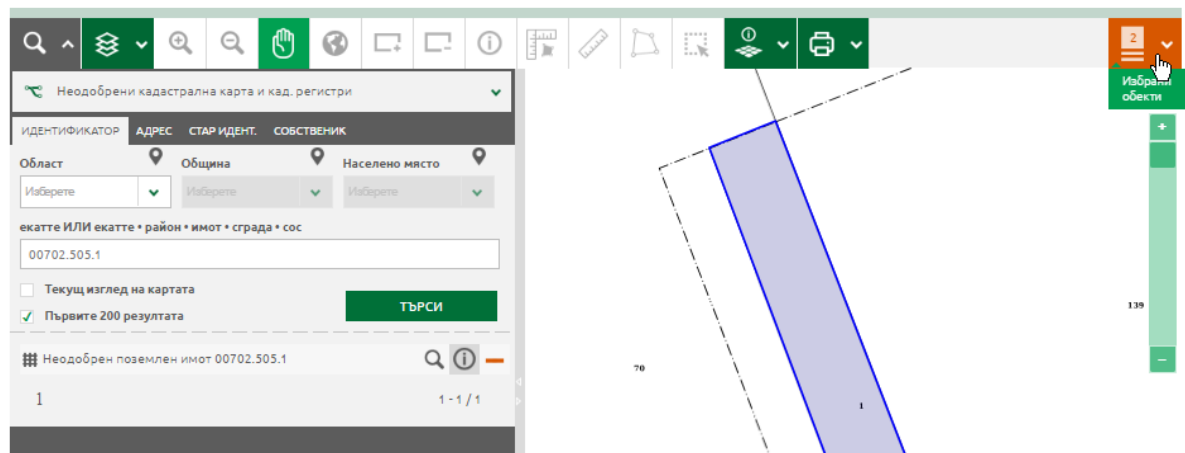 2
Избрани
обекти
Неодобрени кадастрална карта и кад. регистри
ИДЕНТИФИКАТОР АДРЕС СТАР ИДЕНТ. СОБСТВЕНИК
Област Община Населено място
Изберете Изберете Изберете
екатте ИЛИ екатте • район • имот • сграда • сос
00702.505.1
Текущ изглед на картата
Първите 200 резултата
ТЪРСИ
Неодобрен поземлен имот 00702.505.1
1 1 - 1 / 1
139
70
1